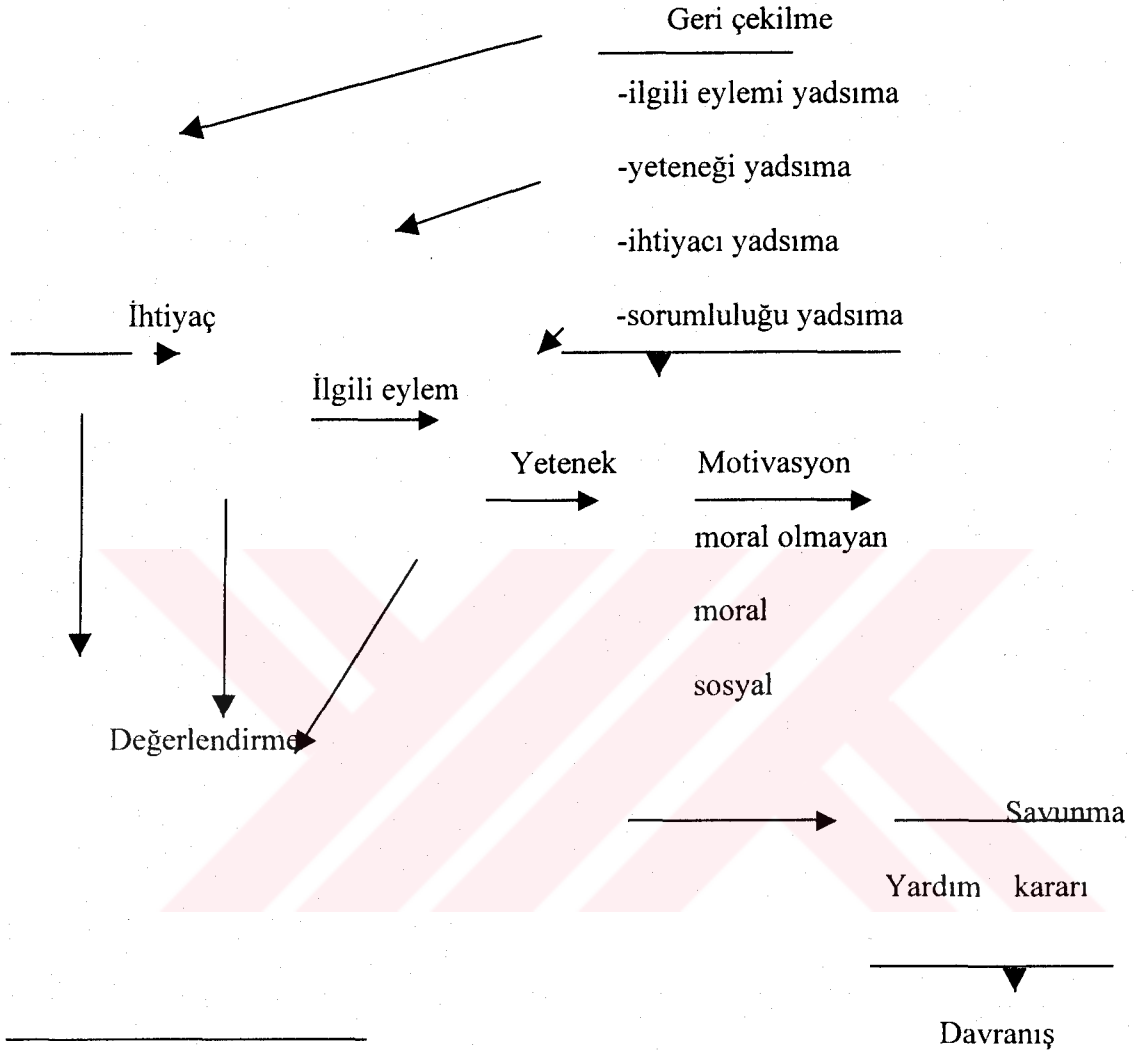 Geri çekilme
-ilgili eylemi yadsıma
-yeteneği yadsıma
-ihtiyacı yadsıma
-sorumluluğu yadsıma
İhtiyaç
İlgili eylem
Yetenek
Motivasyon
moral olmayan
moral
sosyal
Değerlendirme
Savunma
Yardım kararı
Davranış